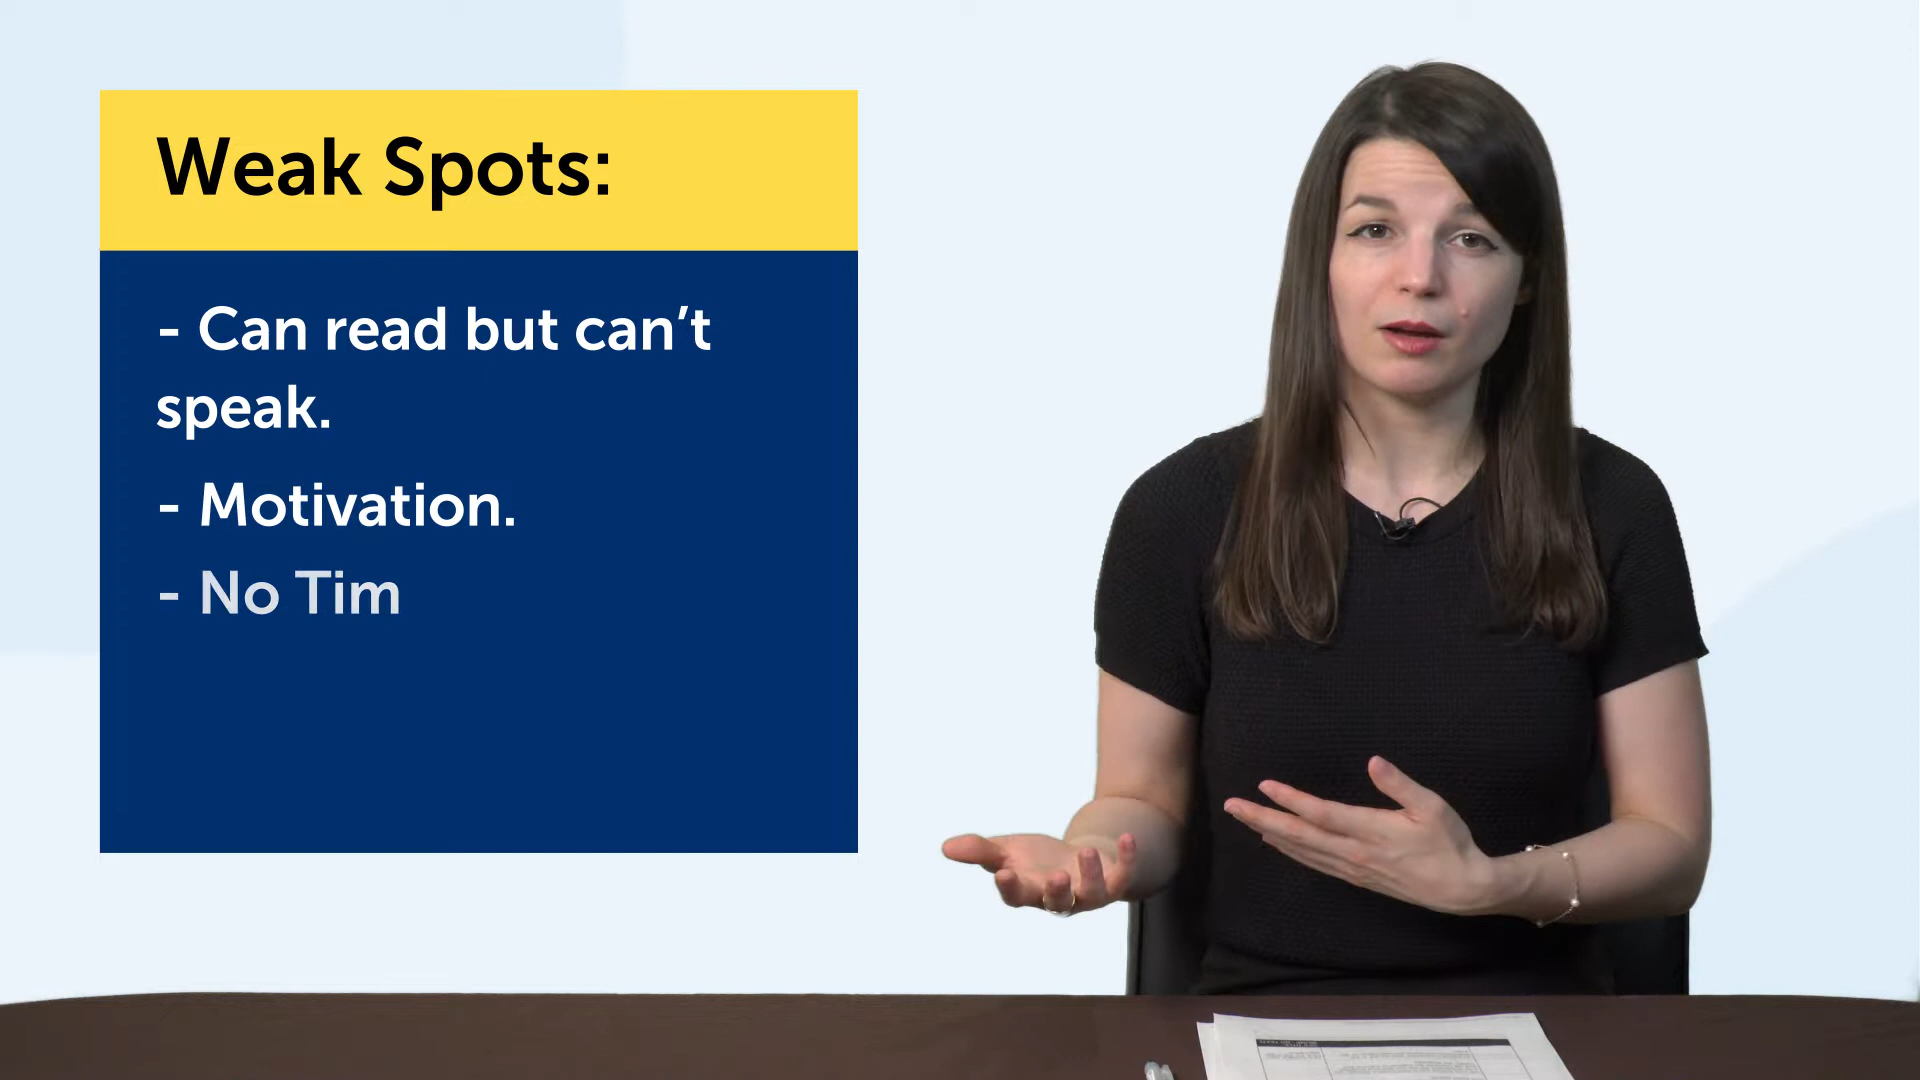 Weak Spots:
- Can read but can’t
speak.
- Motivation.
- No Tim